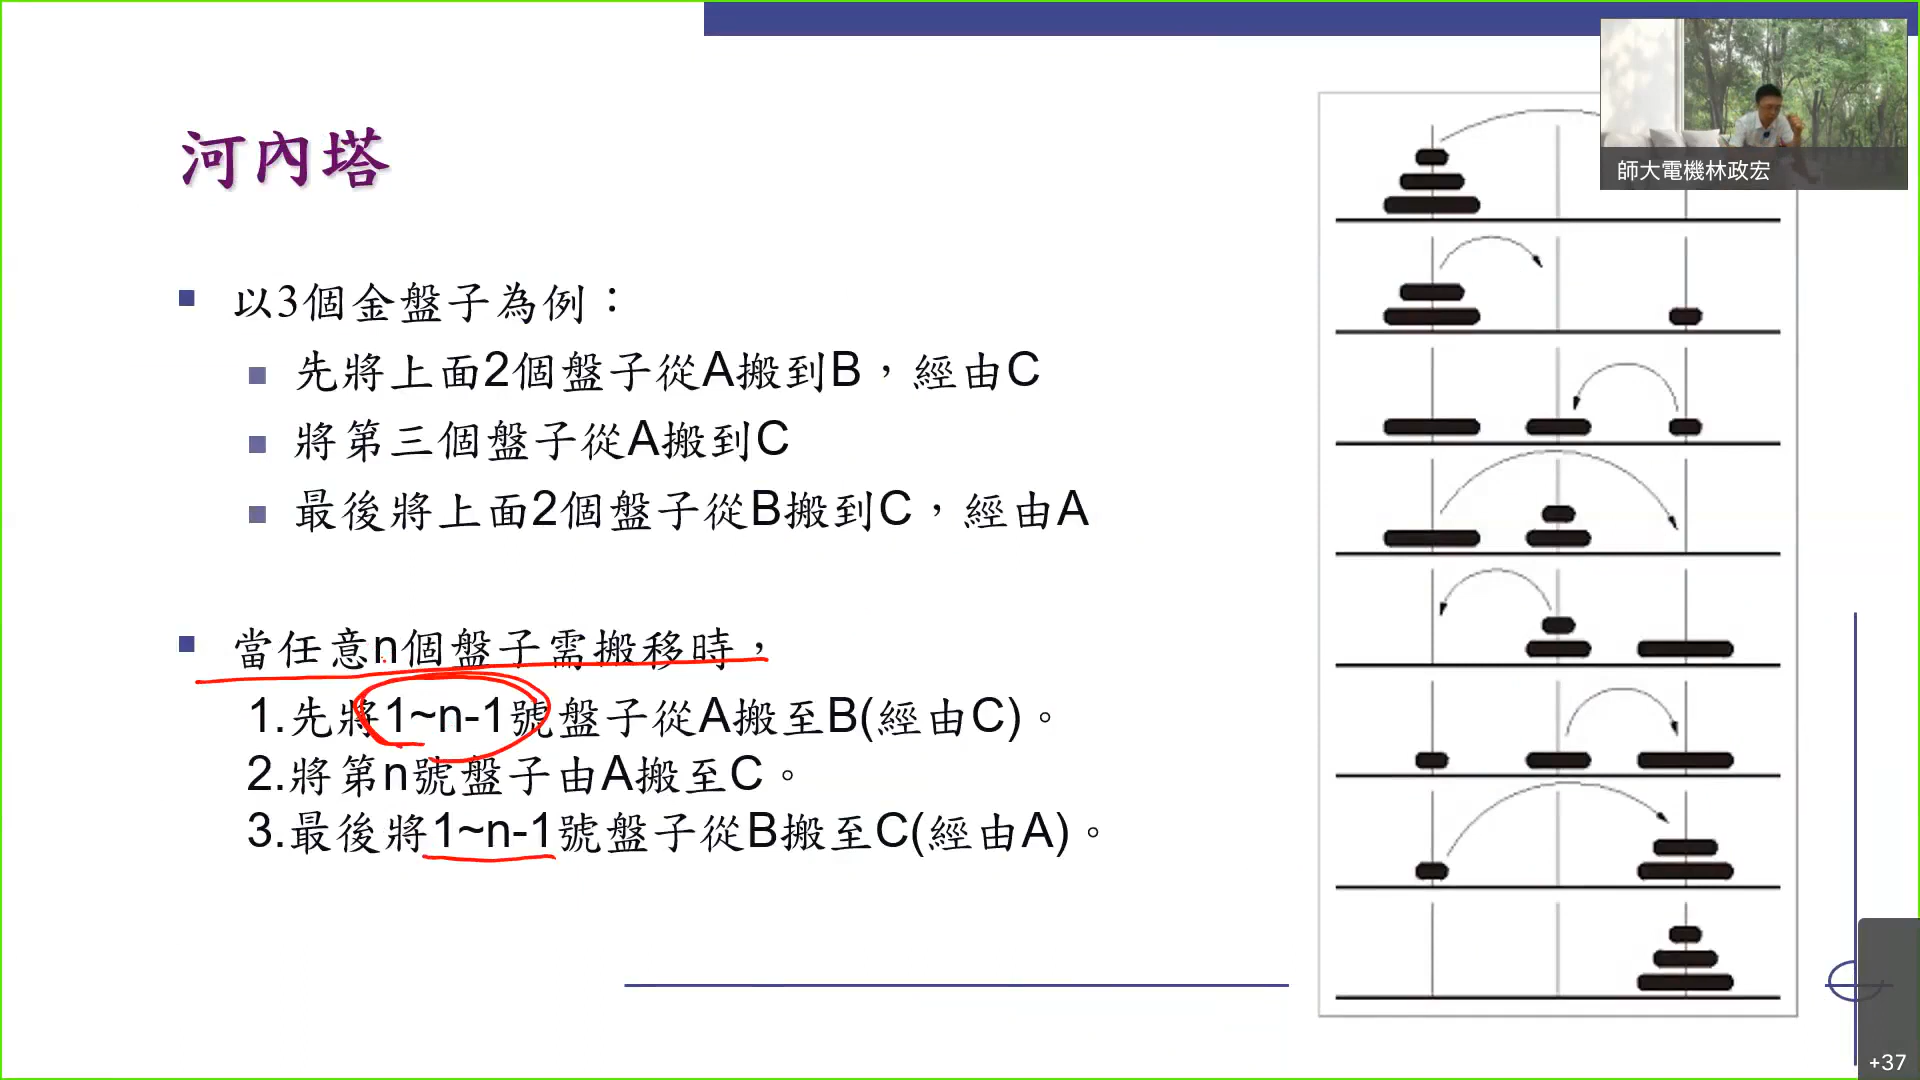 河內塔
以3個金盤子為例：
先將上面2個盤子從A搬到B，經由C
將第三個盤子從A搬到C
最後將上面2個盤子從B搬到C，經由A
當任意n個盤子需搬移時，
1.先將1~n-1號盤子從A搬至B(經由C)。
2.將第n號盤子由A搬至C。
3.最後將1~n-1號盤子從B搬至C(經由A)。
師大電機林政宏
+37